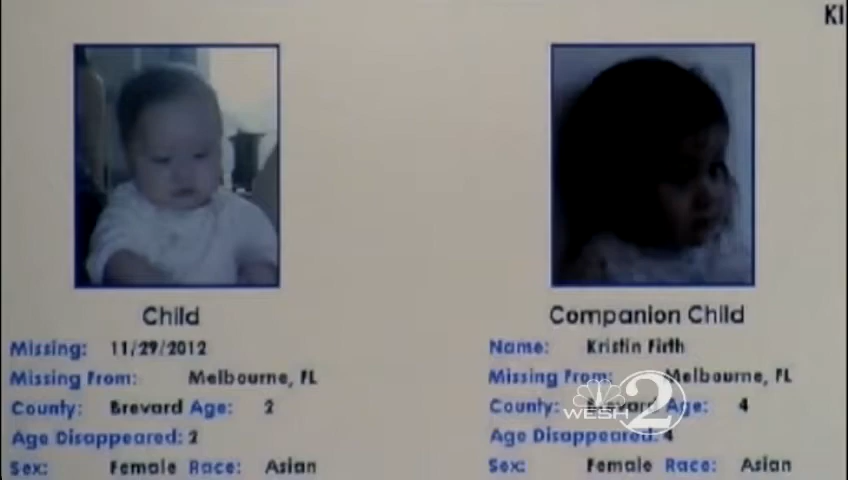 KI
Child
Missing: 11/29/2012
Missing From: Melbourne, FL
County: Brevard Age: 2
Age Disappeared: 2
Sex: Female Race: Asian
Companion Child
Name: Kristin Firth
Missing From: Melbourne, FL
County: Brevard Age: 4
Age Disappeared: 4
Sex: Female Race: Asian
WESH 2